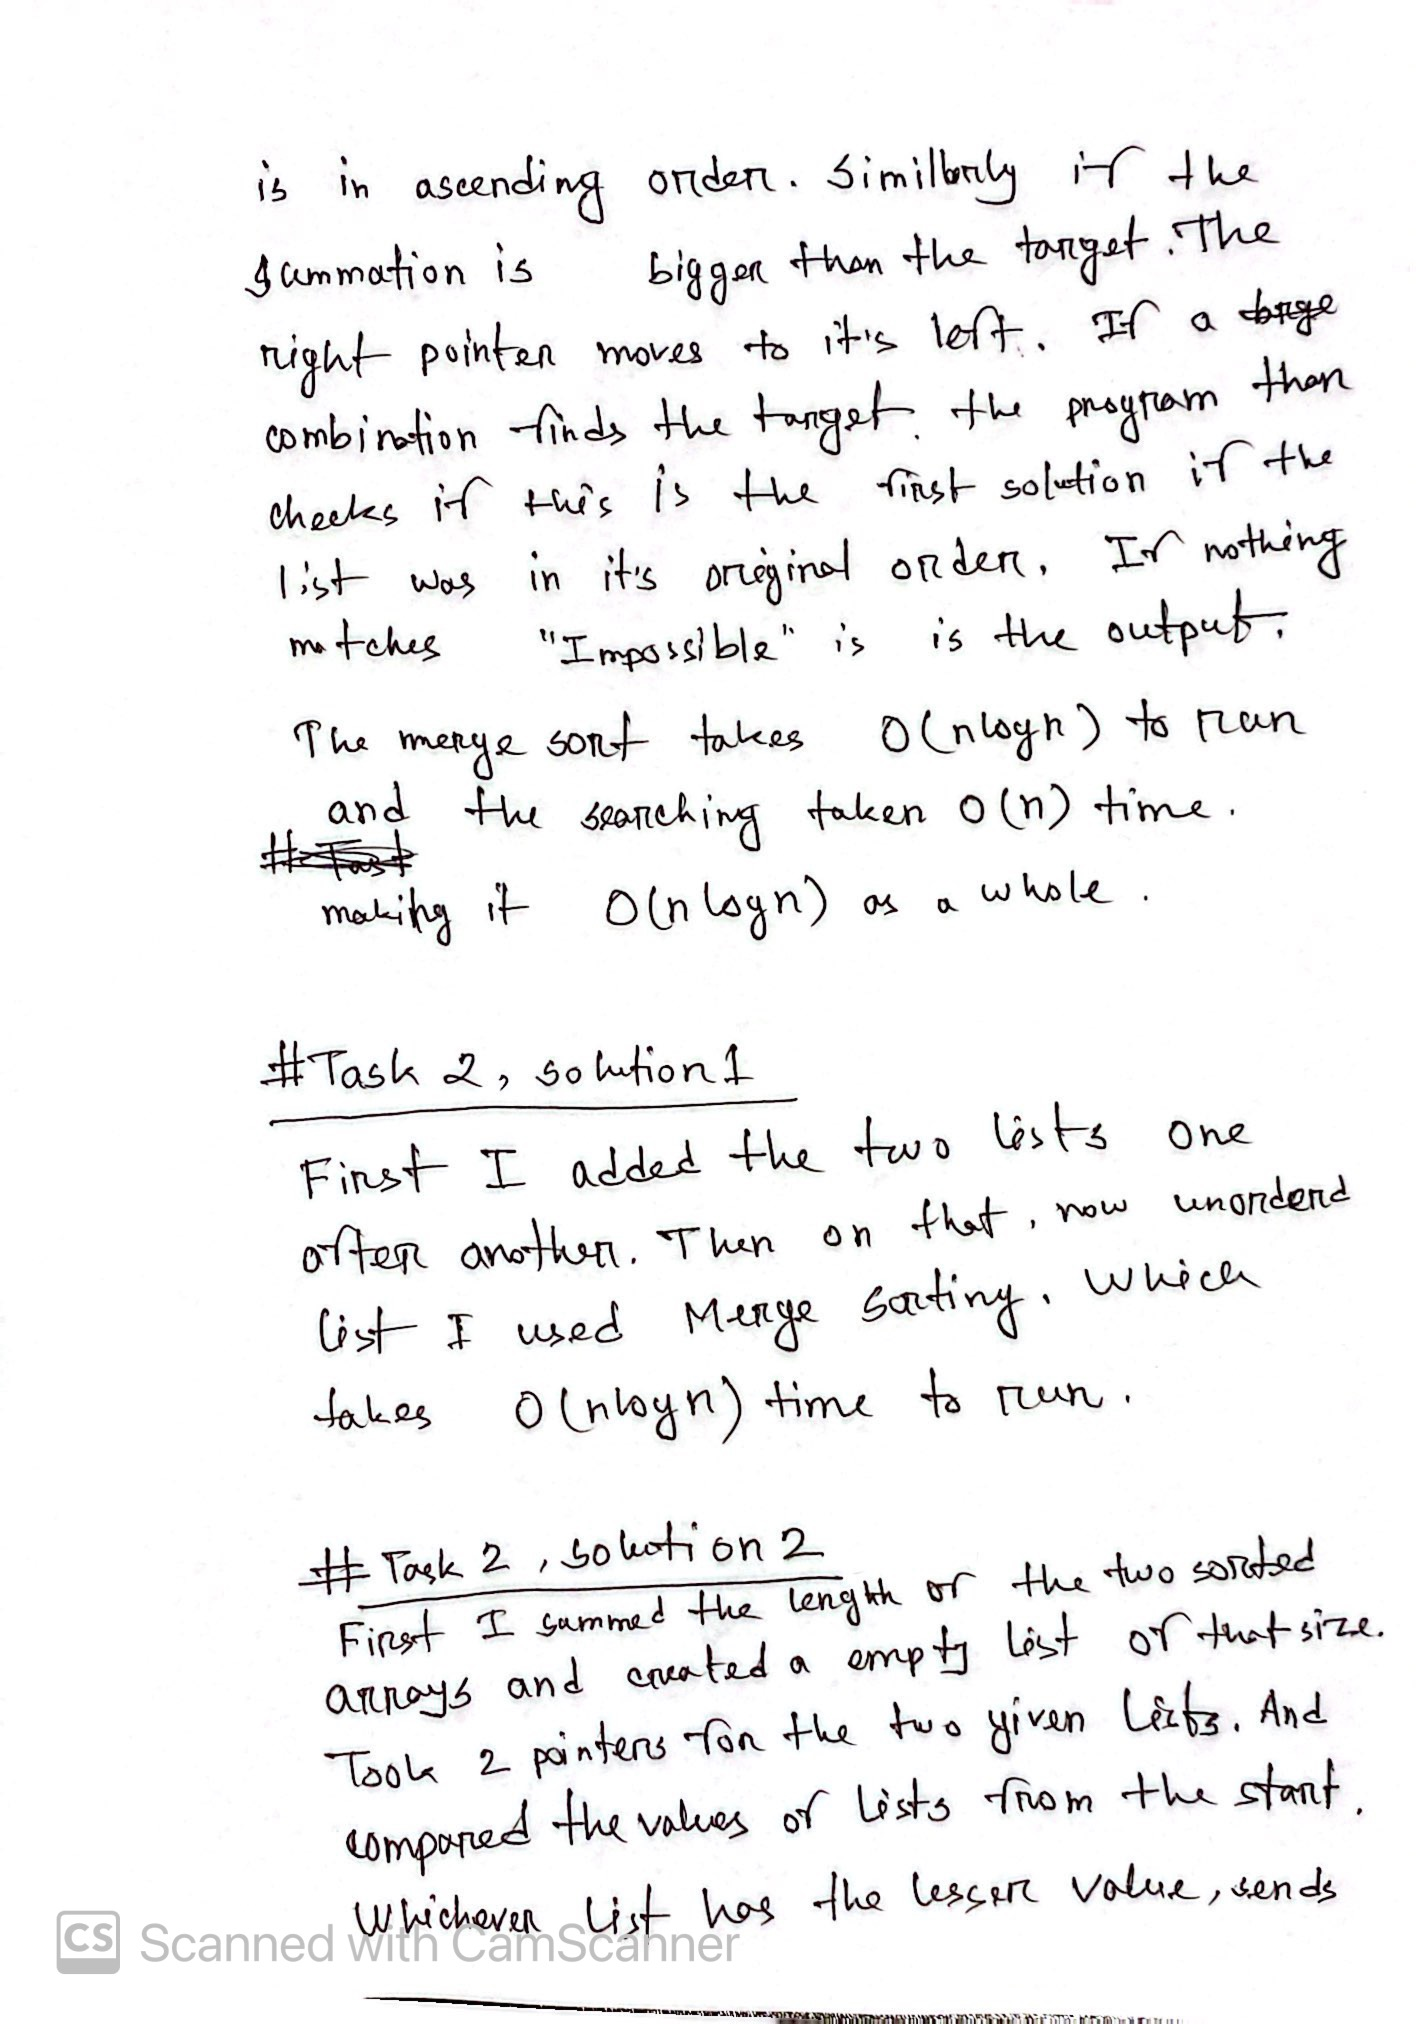 is in ascending order. Similarly if the
summation is bigger than the target. The
right pointer moves to it's left. If a
combination finds the target. the program than
checks if this is the first solution if the
list was in it's original order. If nothing
matches "Impossible" is is the output.
The merge sort takes O(nlogn) to run
and the searching taken O(n) time.
making it O(nlogn) as a whole.
#Task 2, solution 1
First I added the two lists one
after another. Then on that, now unorderd
list I used Merge sorting. Which
takes O(nlogn) time to run.
# Task 2, solution 2
First I summed the length of the two sorted
arrays and created a empty list of that size.
Took 2 pointers for the two given lists. And
compared the values of lists from the start.
Whichever list has the lesser value, sends
CS Scanned with CamScanner